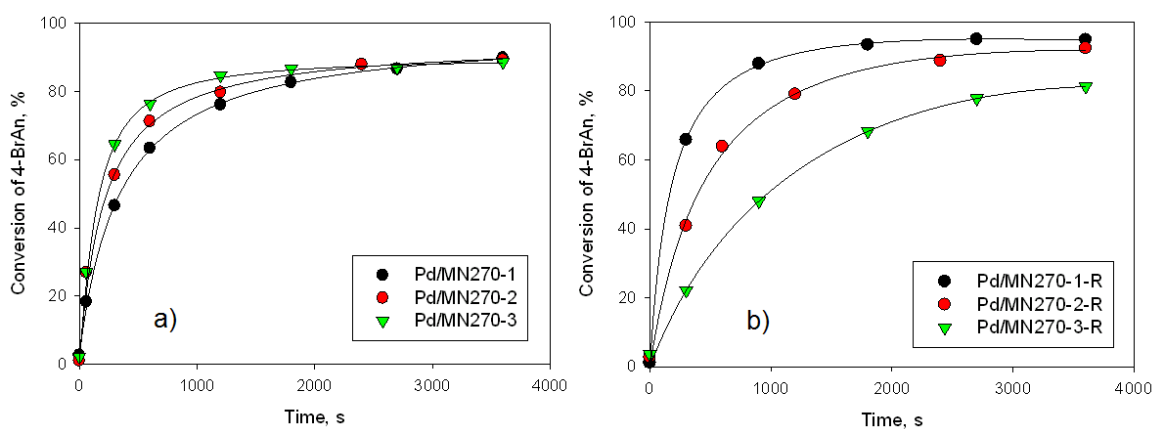 Conversion of 4-BrAn, %
100
80
60
40
20
0
Pd/MN270-1
Pd/MN270-2
Pd/MN270-3
a)
0
1000
2000
3000
4000
Time, s
Conversion of 4-BrAn, %
100
80
60
40
20
0
Pd/MN270-1-R
Pd/MN270-2-R
Pd/MN270-3-R
b)
0
1000
2000
3000
4000
Time, s